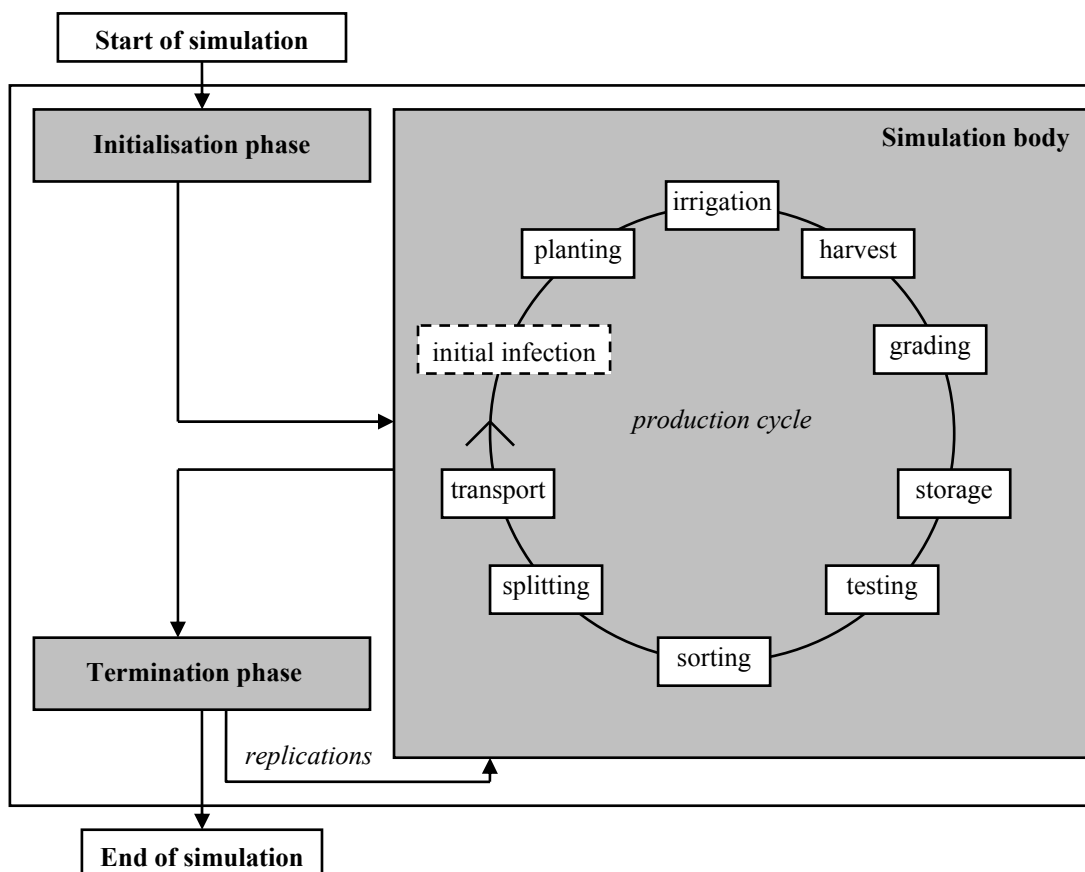 Start of simulation
Initialisation phase
Simulation body
irrigation
planting
harvest
initial infection
grading
production cycle
transport
storage
splitting
testing
sorting
Termination phase
replications
End of simulation